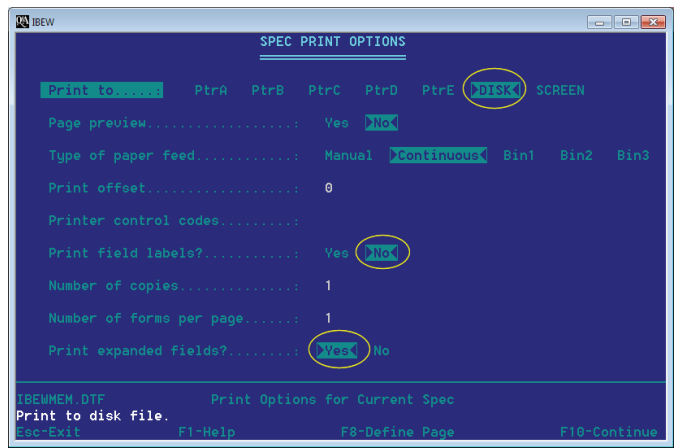 Q&A IBEW
SPEC PRINT OPTIONS
Print to......: PtrA PtrB PtrC PtrD PtrE DISK SCREEN
Page preview..................: Yes No
Type of paper feed............: Manual Continuous Bin1 Bin2 Bin3
Print offset..................: 0
Printer control codes.........:
Print field labels?...........: Yes No
Number of copies..............: 1
Number of forms per page......: 1
Print expanded fields?........: Yes No
IBEWMEM.DTF Print Options for Current Spec
Print to disk file.
Esc-Exit F1-Help F8-Define Page F10-Continue